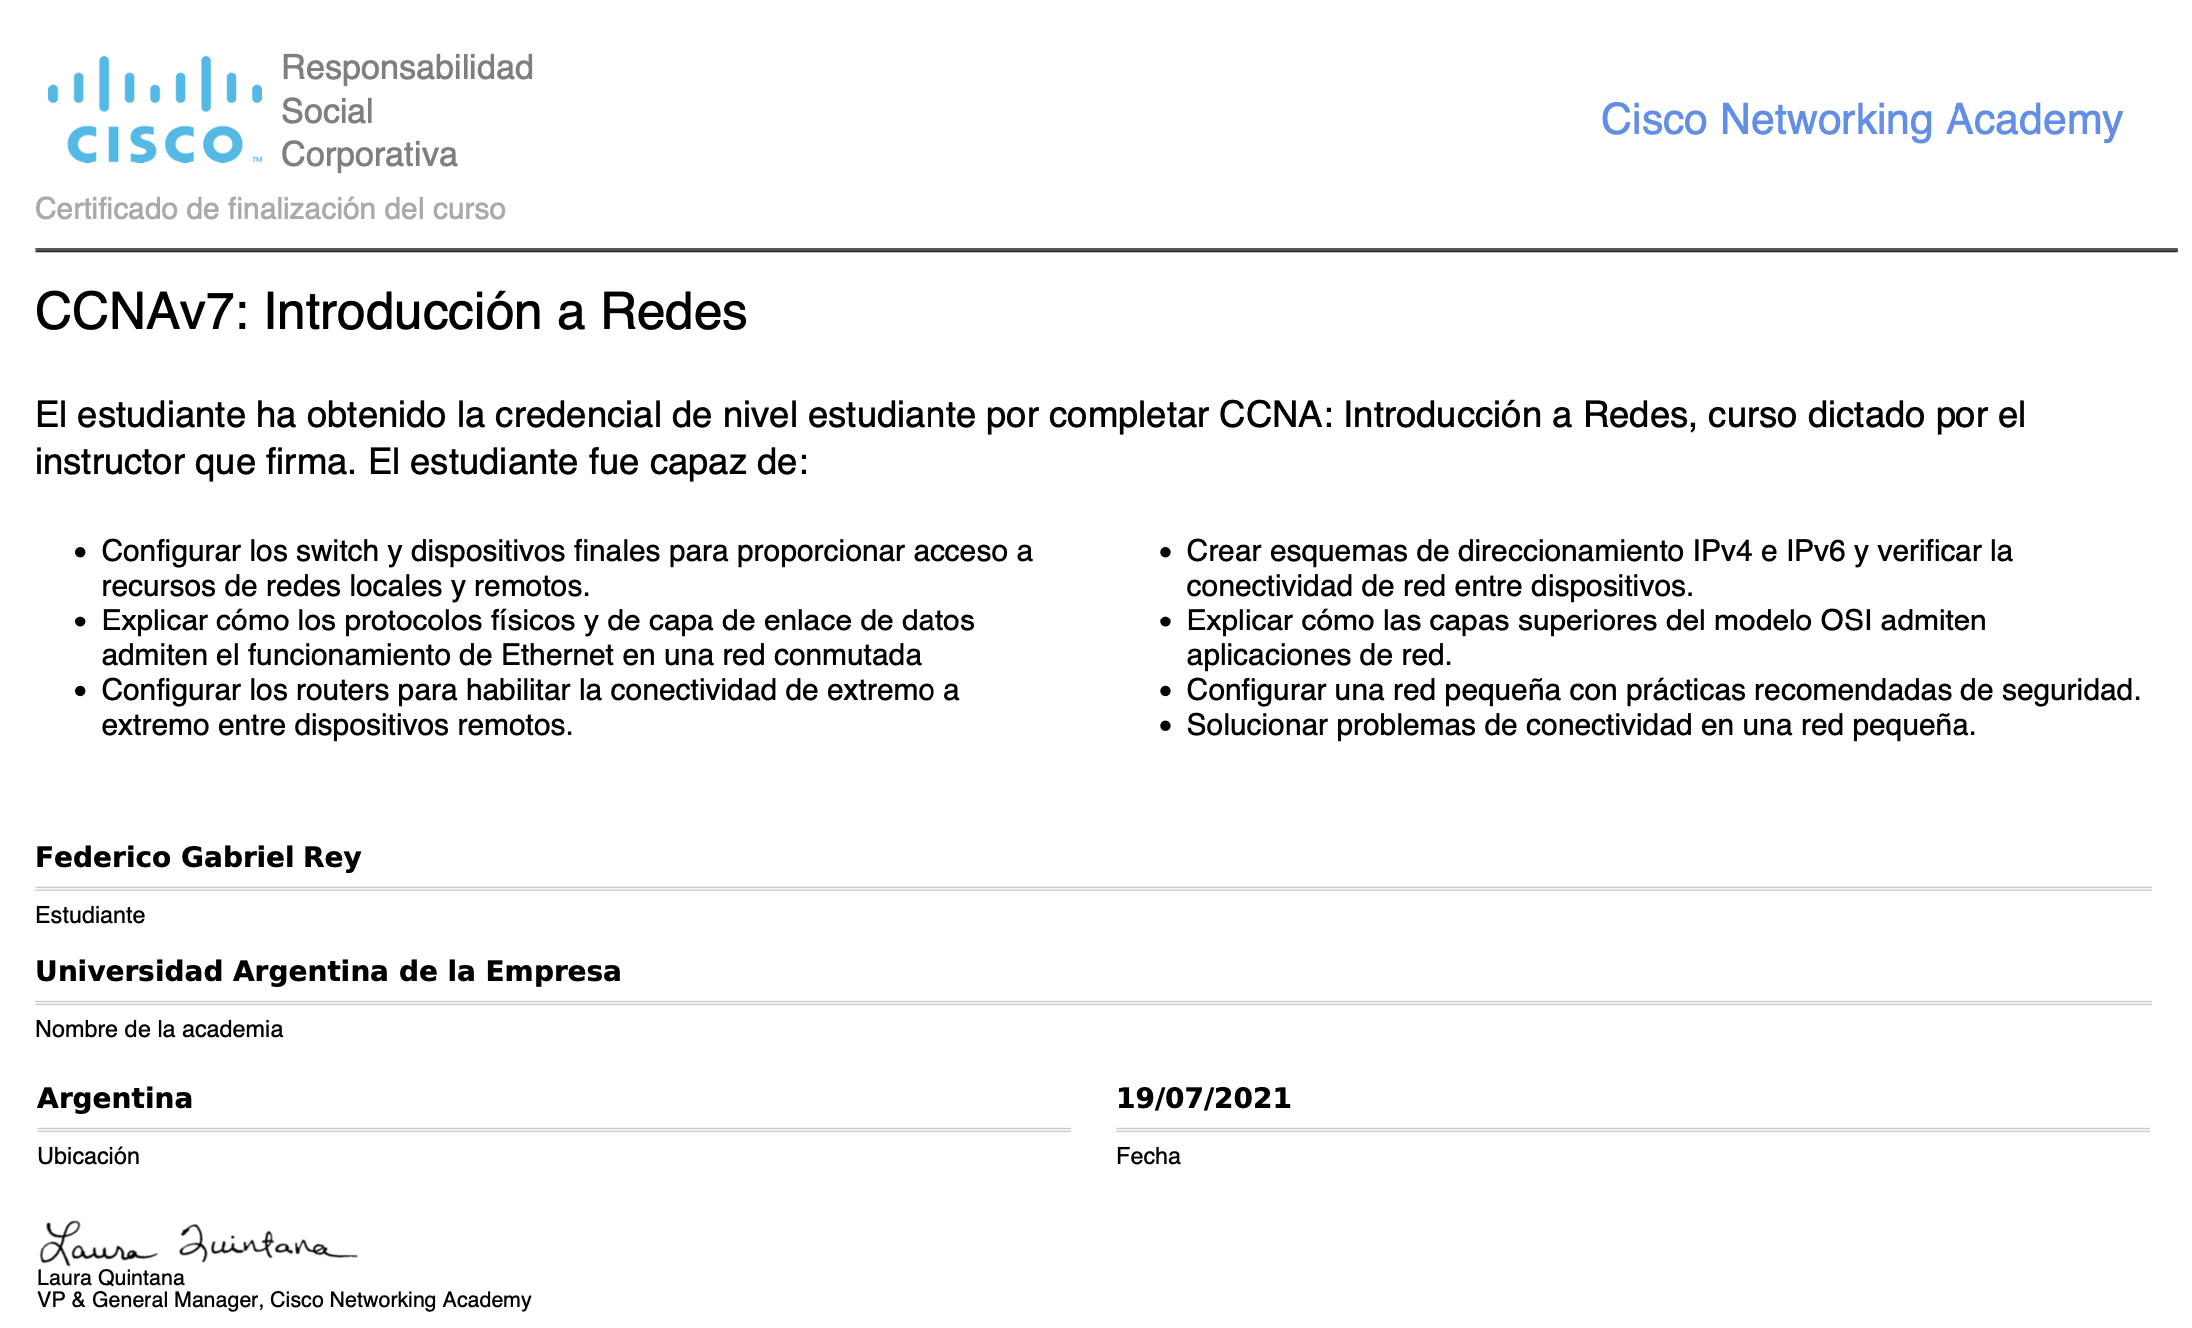 CISCO™
Responsabilidad
Social
Corporativa
Cisco Networking Academy
Certificado de finalización del curso
CCNAv7: Introducción a Redes
El estudiante ha obtenido la credencial de nivel estudiante por completar CCNA: Introducción a Redes, curso dictado por el
instructor que firma. El estudiante fue capaz de:
• Configurar los switch y dispositivos finales para proporcionar acceso a
recursos de redes locales y remotos.
• Explicar cómo los protocolos físicos y de capa de enlace de datos
admiten el funcionamiento de Ethernet en una red conmutada
• Configurar los routers para habilitar la conectividad de extremo a
extremo entre dispositivos remotos.
• Crear esquemas de direccionamiento IPv4 e IPv6 y verificar la
conectividad de red entre dispositivos.
• Explicar cómo las capas superiores del modelo OSI admiten
aplicaciones de red.
• Configurar una red pequeña con prácticas recomendadas de seguridad.
• Solucionar problemas de conectividad en una red pequeña.
Federico Gabriel Rey
Estudiante
Universidad Argentina de la Empresa
Nombre de la academia
Argentina
Ubicación
19/07/2021
Fecha
Laura Quintana
Laura Quintana
VP & General Manager, Cisco Networking Academy